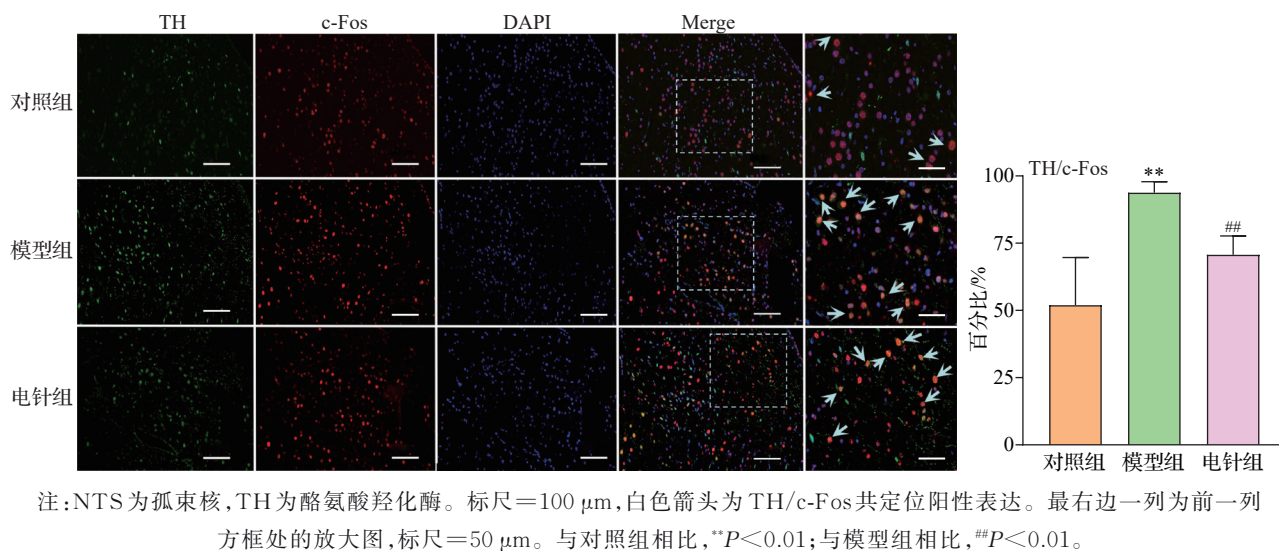 TH c-Fos DAPI Merge
对照组
模型组
电针组
TH/c-Fos
百分比/%
100
75
50
25
0
**
##
对照组 模型组 电针组
注:NTS为孤束核,TH为酪氨酸羟化酶。标尺=100 μm,白色箭头为TH/c-Fos共定位阳性表达。最右边一列为前一列
方框处的放大图,标尺=50 μm。与对照组相比,**P<0.01;与模型组相比,##P<0.01。